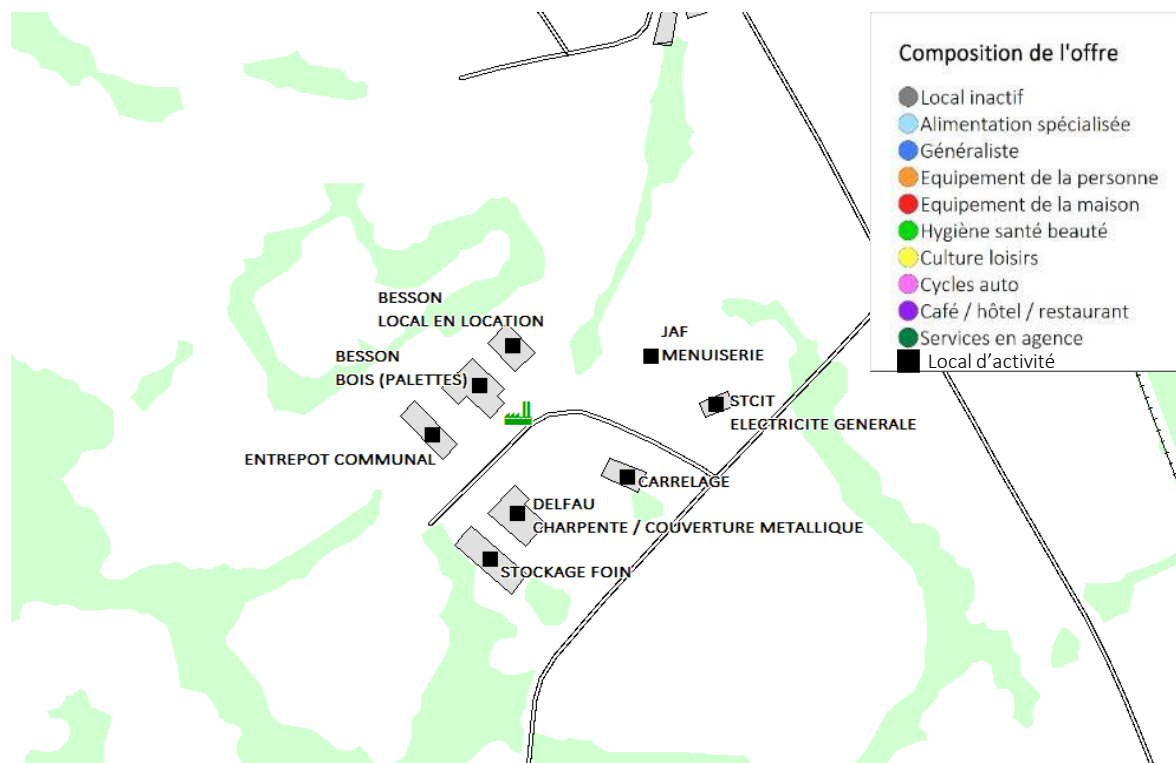 Composition de l'offre
Local inactif
Alimentation spécialisée
Généraliste
Equipement de la personne
Equipement de la maison
Hygiène santé beauté
Culture loisirs
Cycles auto
Café / hôtel / restaurant
Services en agence
Local d’activité
BESSON
LOCAL EN LOCATION
JAF
MENUISERIE
BESSON
BOIS (PALETTES)
STCIT
ELECTRICITE GENERALE
ENTREPOT COMMUNAL
CARRELAGE
DELFAU
CHARPENTE / COUVERTURE METALLIQUE
STOCKAGE FOIN